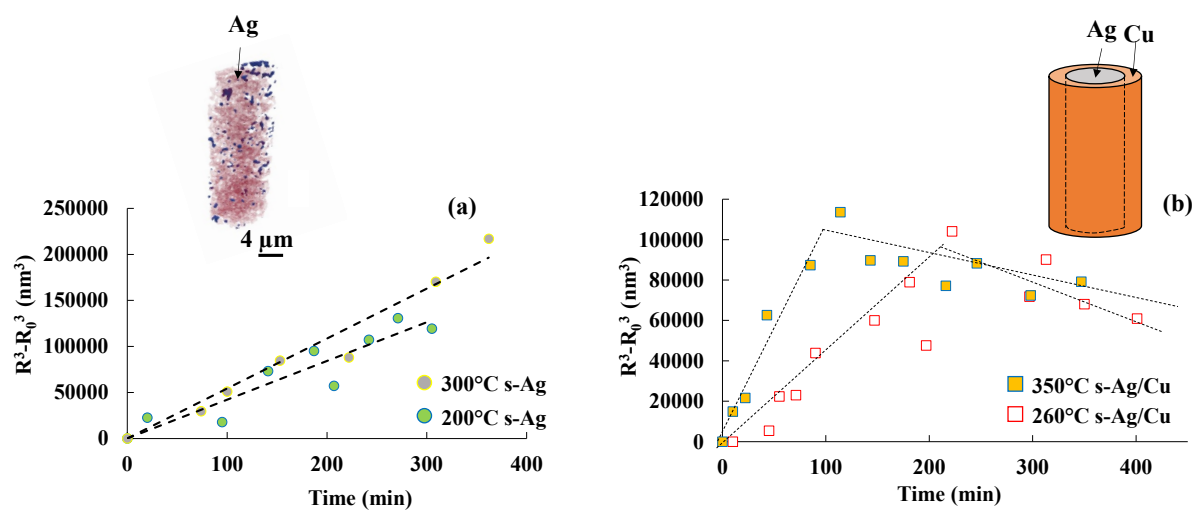 Ag
4 µm
(a)
R³-R₀³ (nm³)
250000
200000
150000
100000
50000
0
0 100 200 300 400
Time (min)
300°C s-Ag
200°C s-Ag
Ag Cu
(b)
R³-R₀³ (nm³)
120000
100000
80000
60000
40000
20000
0
0 100 200 300 400
Time (min)
350°C s-Ag/Cu
260°C s-Ag/Cu